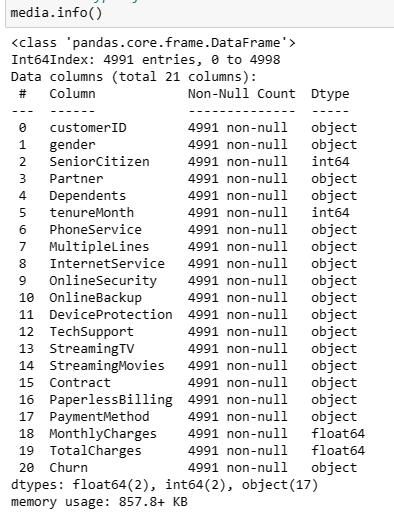 media.info()
<class 'pandas.core.frame.DataFrame'>
Int64Index: 4991 entries, 0 to 4998
Data columns (total 21 columns):
 #   Column            Non-Null Count  Dtype
---  ------            --------------  -----
 0   customerID        4991 non-null   object
 1   gender            4991 non-null   object
 2   SeniorCitizen     4991 non-null   int64
 3   Partner           4991 non-null   object
 4   Dependents        4991 non-null   object
 5   tenureMonth       4991 non-null   int64
 6   PhoneService      4991 non-null   object
 7   MultipleLines     4991 non-null   object
 8   InternetService   4991 non-null   object
 9   OnlineSecurity    4991 non-null   object
 10  OnlineBackup      4991 non-null   object
 11  DeviceProtection  4991 non-null   object
 12  TechSupport       4991 non-null   object
 13  StreamingTV       4991 non-null   object
 14  StreamingMovies   4991 non-null   object
 15  Contract          4991 non-null   object
 16  PaperlessBilling  4991 non-null   object
 17  PaymentMethod     4991 non-null   object
 18  MonthlyCharges    4991 non-null   float64
 19  TotalCharges      4991 non-null   float64
 20  Churn             4991 non-null   object
dtypes: float64(2), int64(2), object(17)
memory usage: 857.8+ KB